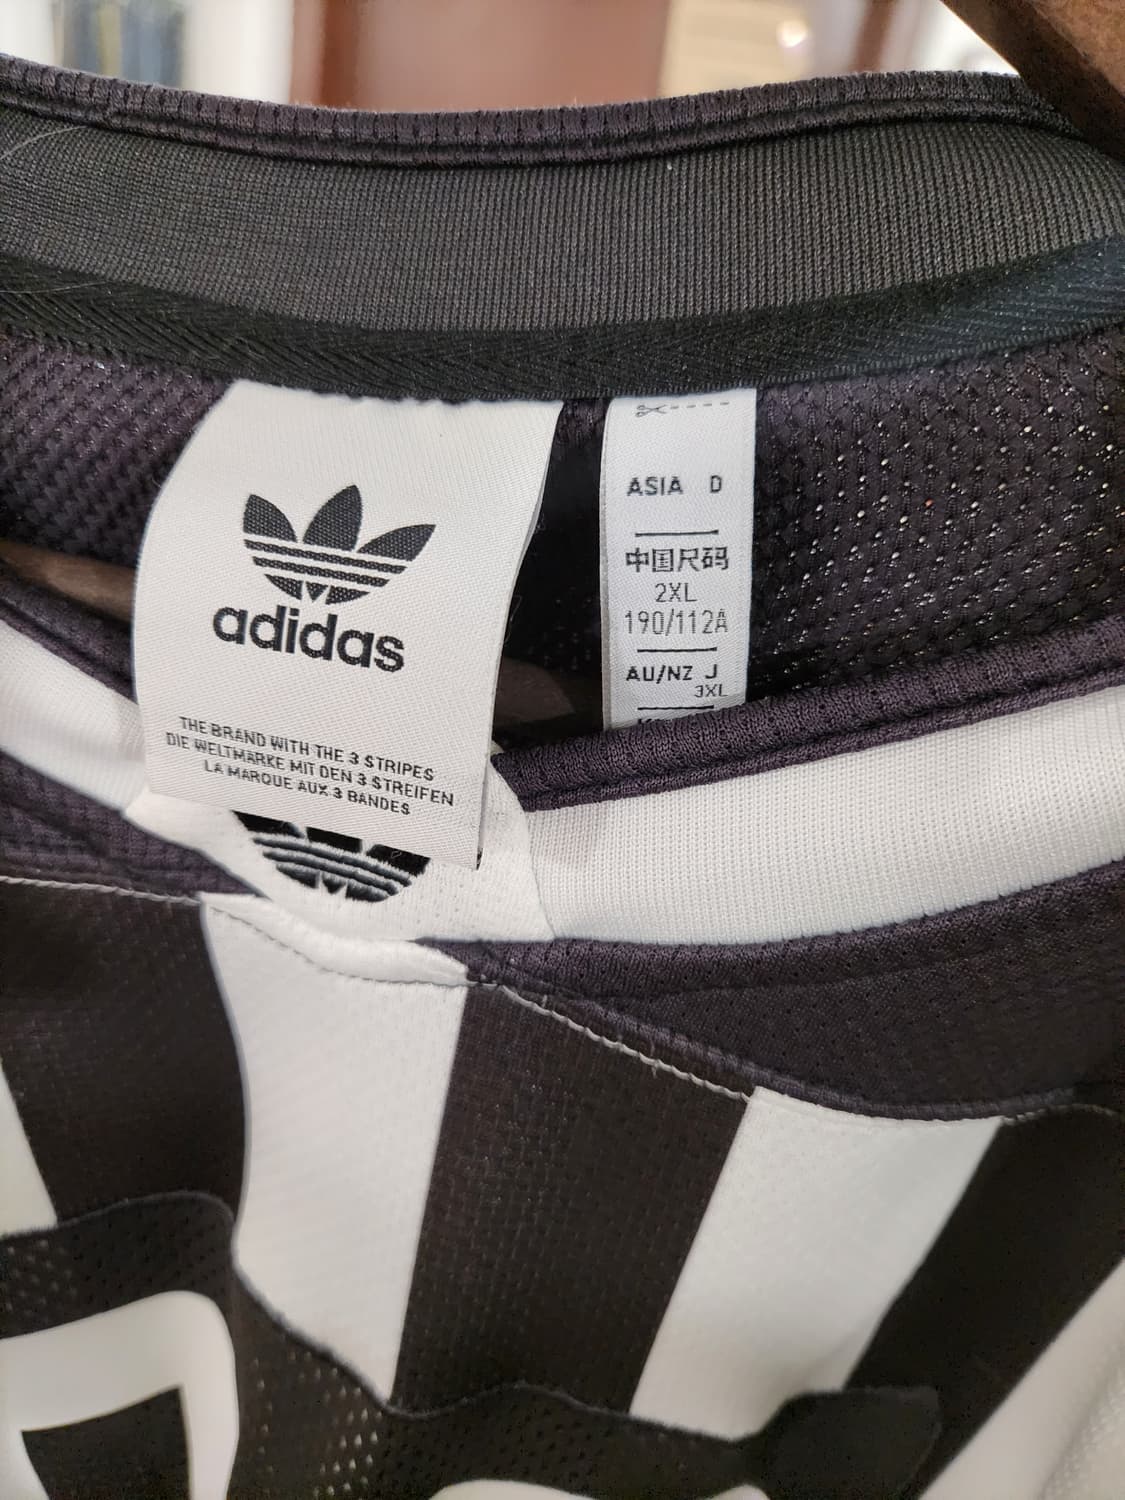 adidas
THE BRAND WITH THE 3 STRIPES
DIE WELTMARKE MIT DEN 3 STREIFEN
LA MARQUE AUX 3 BANDES
ASIA D
中国尺码
2XL
190/112A
AU/NZ J
3XL